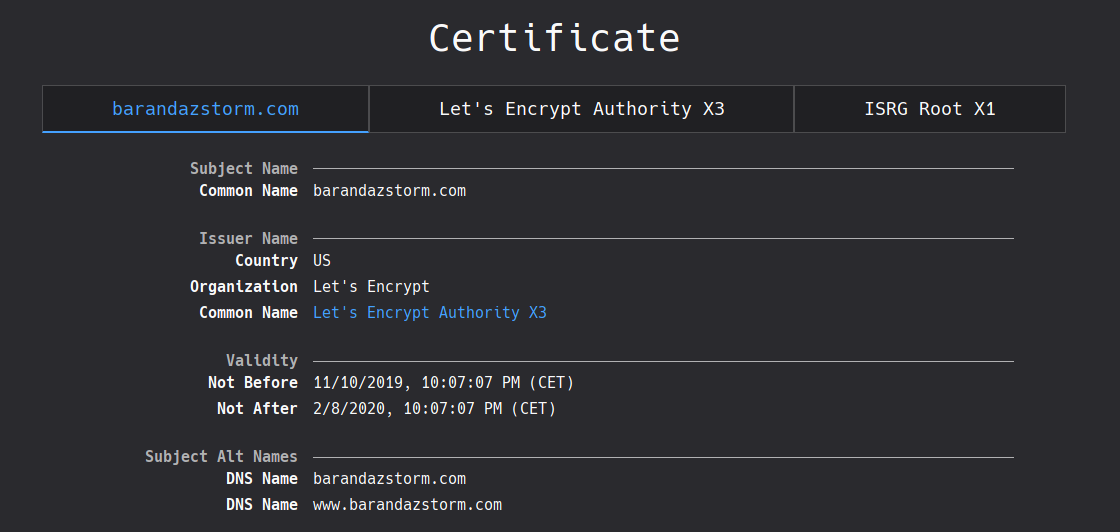 Certificate
barandazstorm.com Let's Encrypt Authority X3 ISRG Root X1
Subject Name
Common Name barandazstorm.com
Issuer Name
Country US
Organization Let's Encrypt
Common Name Let's Encrypt Authority X3
Validity
Not Before 11/10/2019, 10:07:07 PM (CET)
Not After 2/8/2020, 10:07:07 PM (CET)
Subject Alt Names
DNS Name barandazstorm.com
DNS Name www.barandazstorm.com